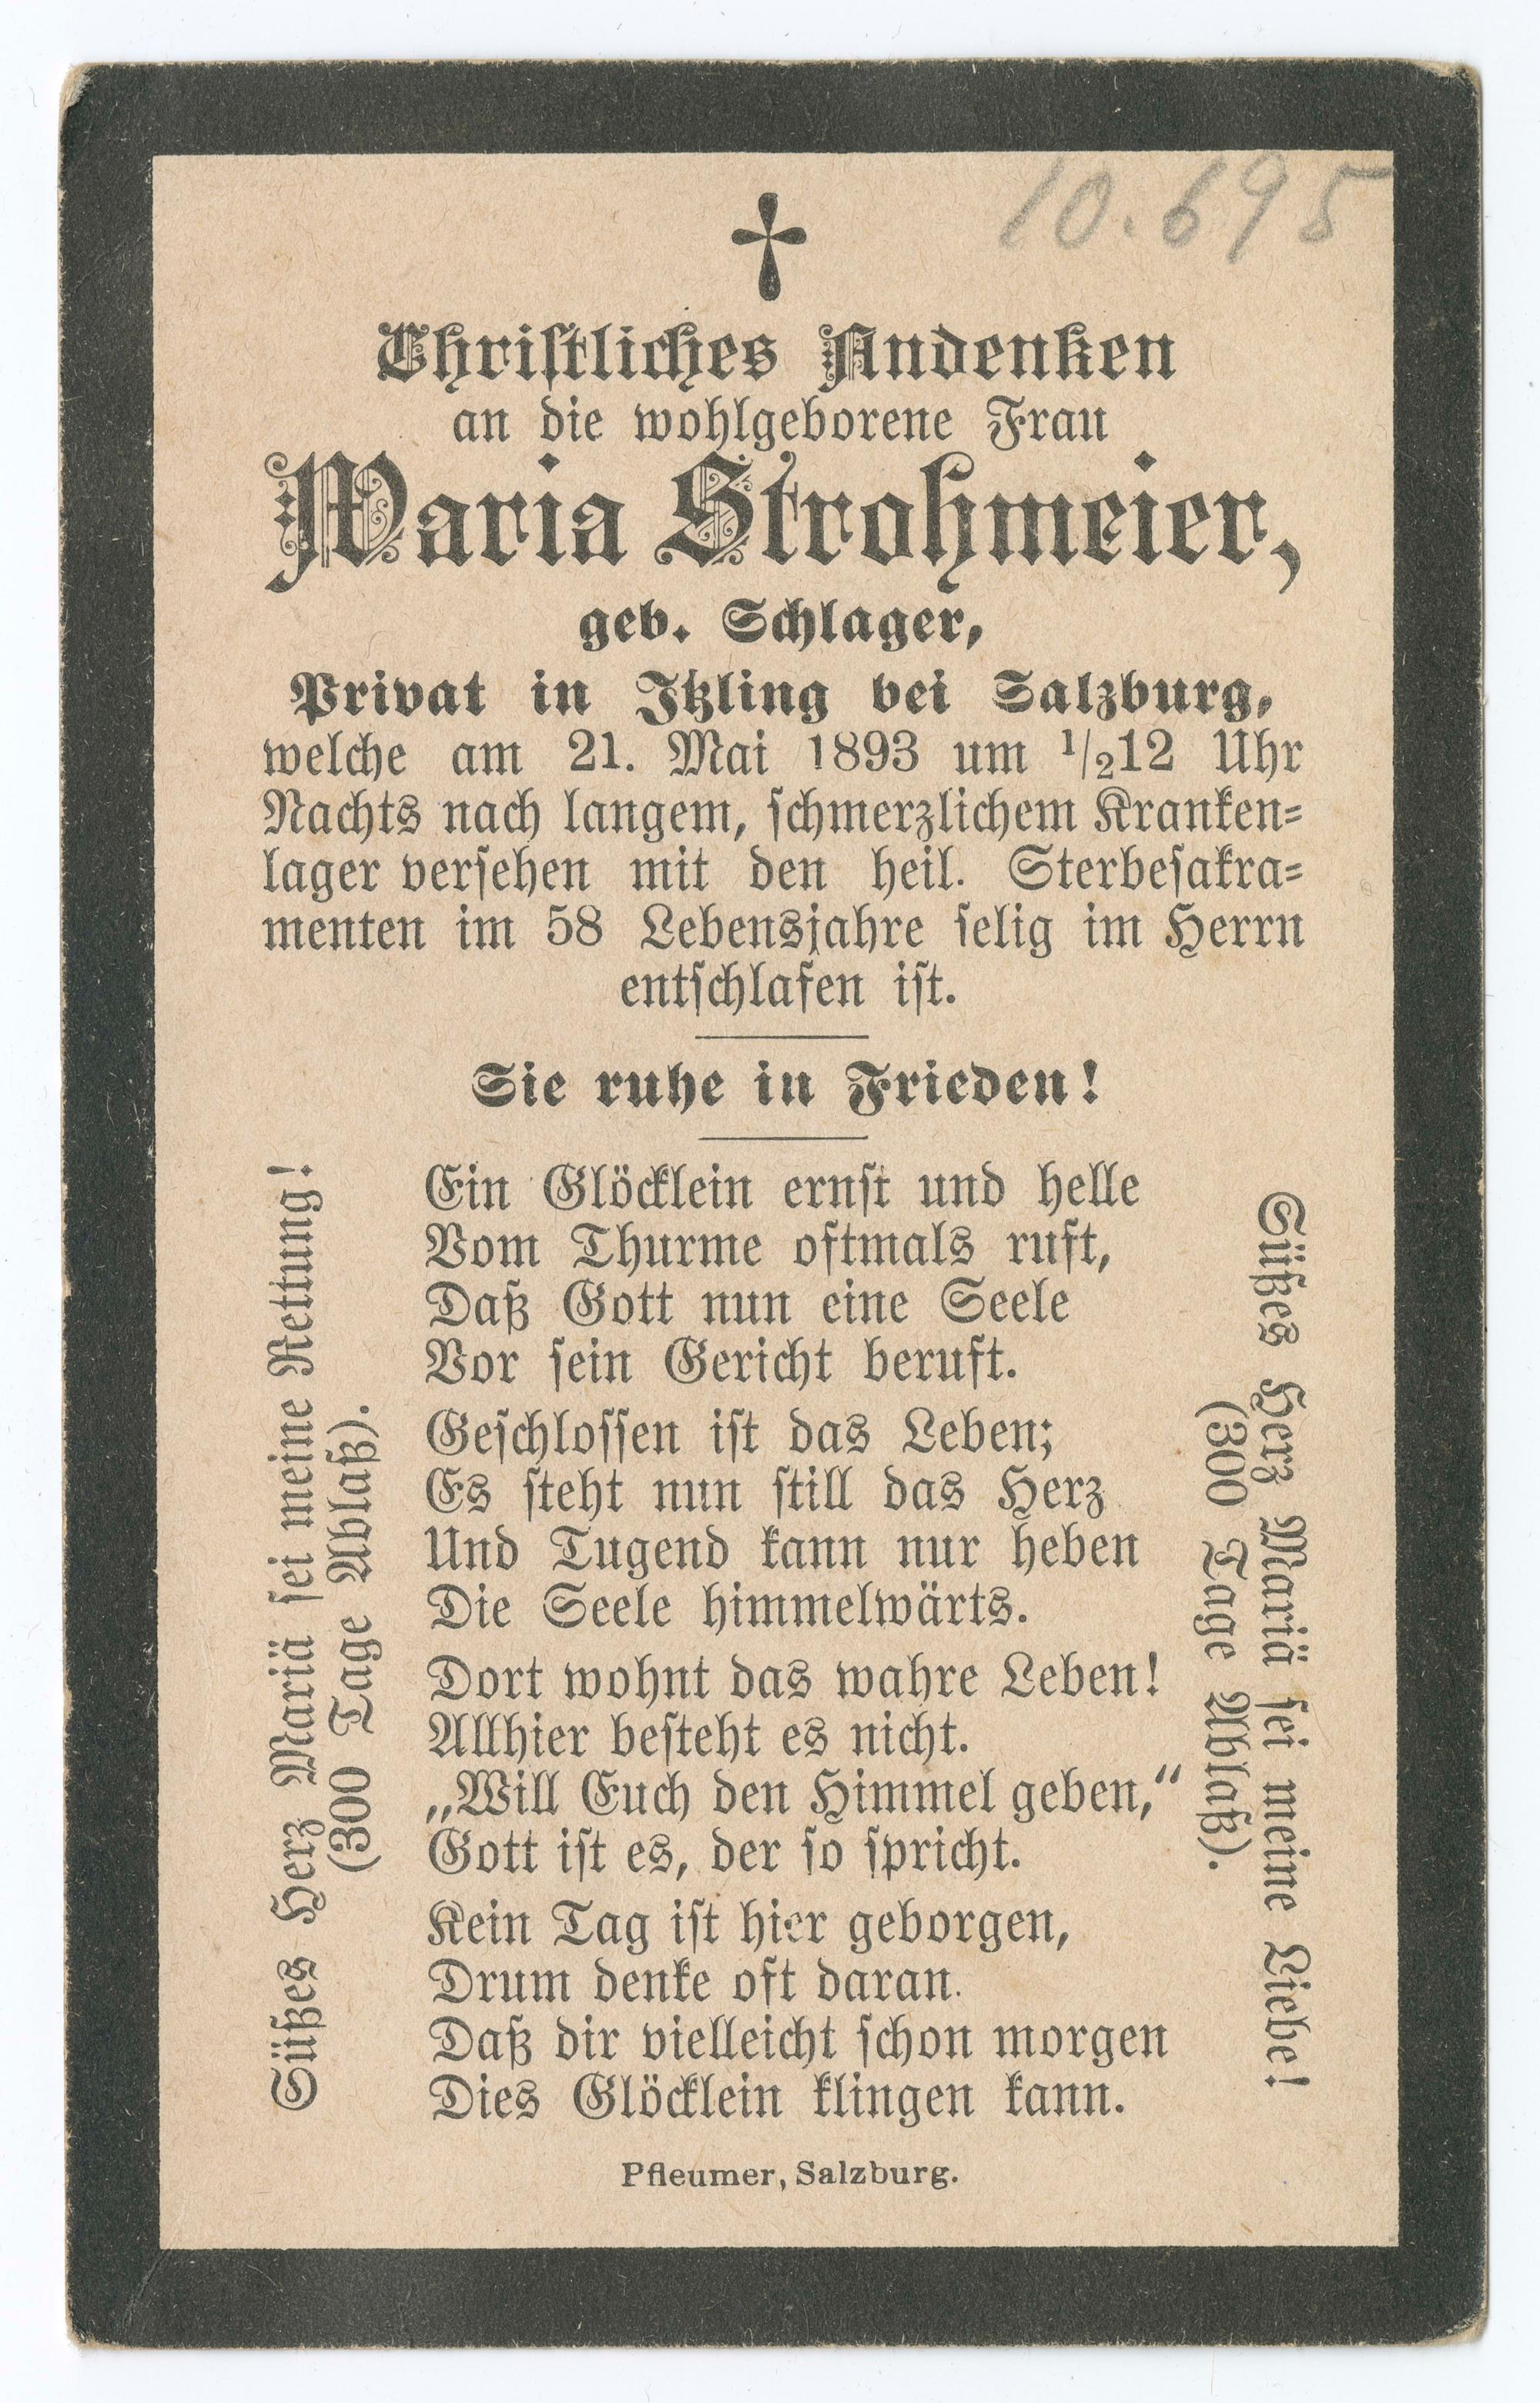 10.695
Christliches Andenken
an die wohlgeborene Frau
Maria Strohmeier,
geb. Schlager,
Privat in Itzling bei Salzburg,
welche am 21. Mai 1893 um 1/212 Uhr
Nachts nach langem, schmerzlichem Kranken-
lager versehen mit den heil. Sterbesakra-
menten im 58 Lebensjahre selig im Herrn
entschlafen ist.
Sie ruhe in Frieden!
Süßes Herz Mariä sei meine Rettung!
(300 Tage Ablaß).
Ein Glöcklein ernst und helle
Vom Thurme oftmals ruft,
Daß Gott nun eine Seele
Vor sein Gericht beruft.
Geschlossen ist das Leben;
Es steht nun still das Herz
Und Tugend kann nur heben
Die Seele himmelwärts.
Dort wohnt das wahre Leben!
Allhier besteht es nicht.
„Will Euch den Himmel geben,“
Gott ist es, der so spricht.
Kein Tag ist hier geborgen,
Drum denke oft daran.
Daß dir vielleicht schon morgen
Dies Glöcklein klingen kann.
Süßes Herz Mariä sei meine Liebe!
(300 Tage Ablaß).
Pfleumer, Salzburg.